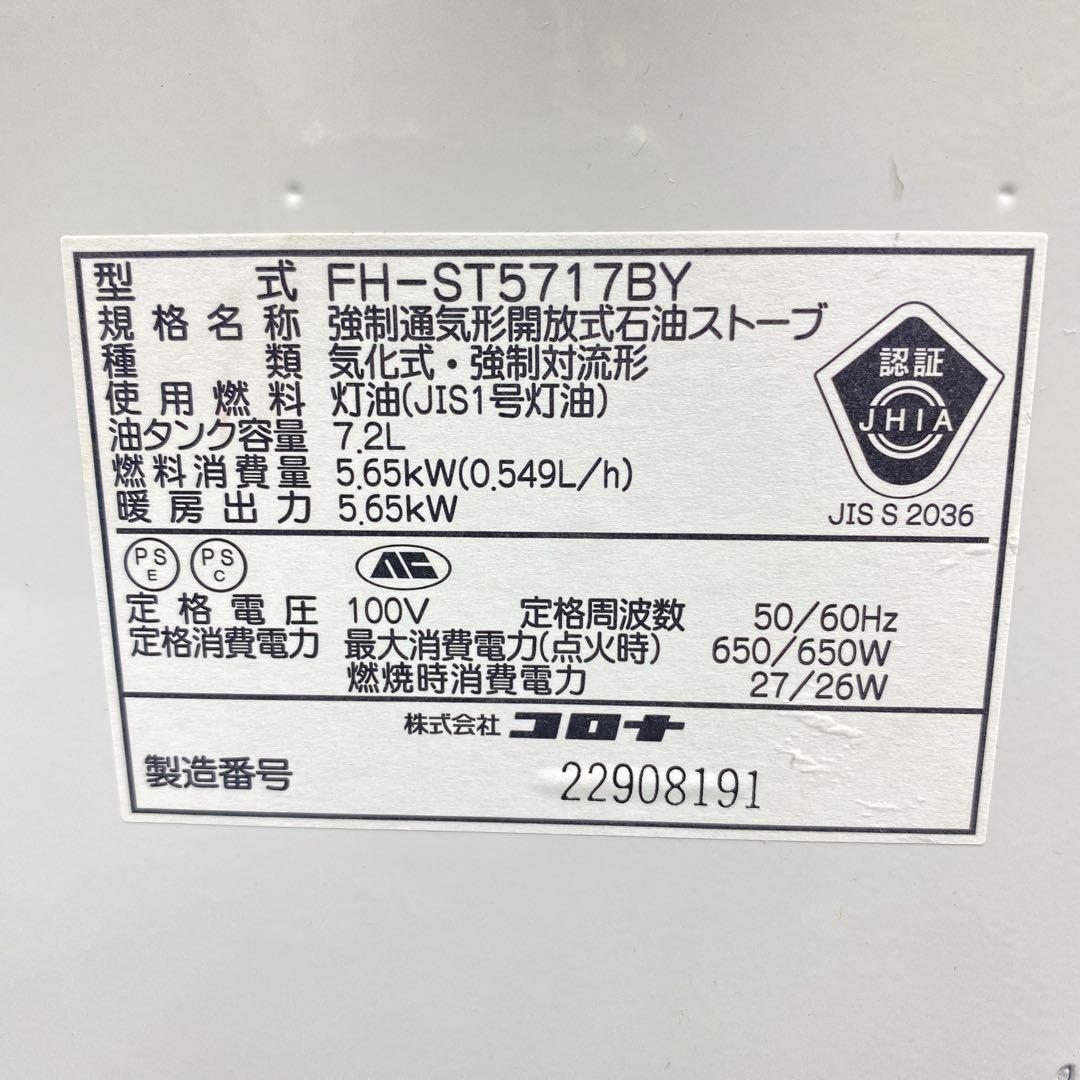 型式 FH-ST5717BY
規格名称 強制通気形開放式石油ストーブ
種類 気化式・強制対流形
使用燃料 灯油(JIS1号灯油)
油タンク容量 7.2L
燃料消費量 5.65kW(0.549L/h)
暖房出力 5.65kW
認証
JHIA
JIS S 2036
PS E PS C
定格電圧 100V 定格周波数 50/60Hz
定格消費電力 最大消費電力(点火時) 650/650W
燃焼時消費電力 27/26W
株式会社 コロナ
製造番号 22908191